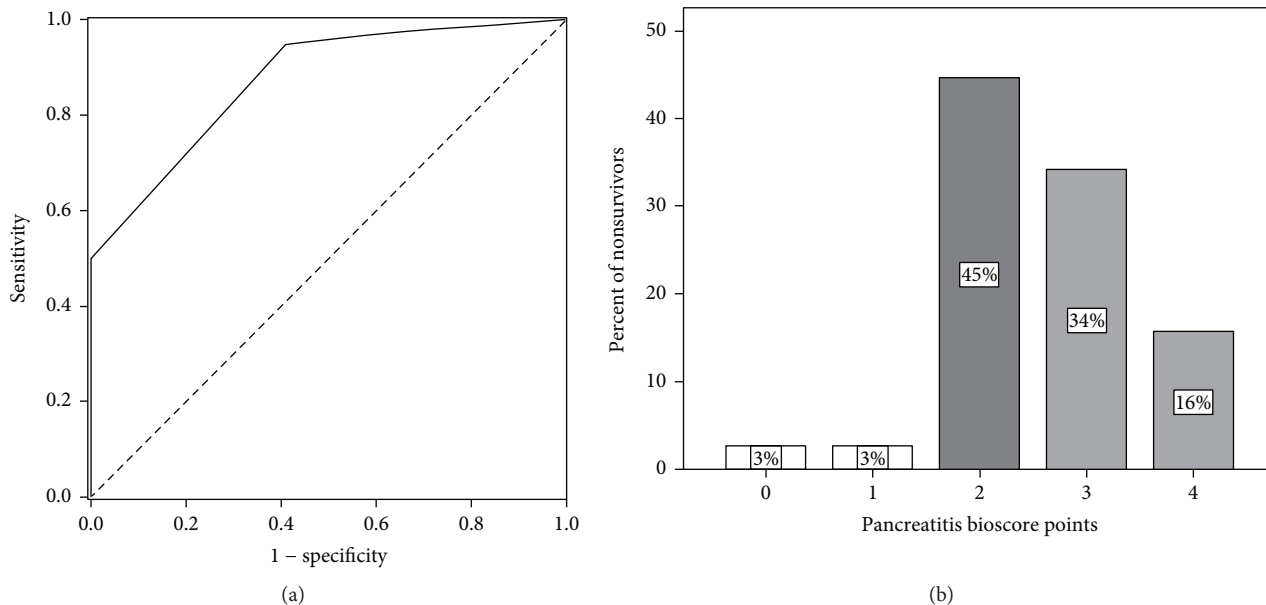 1.0
0.8
0.6
0.4
0.2
0.0
Sensitivity
0.0 0.2 0.4 0.6 0.8 1.0
1 − specificity
(a)
50
40
30
20
10
0
Percent of nonsurvivors
3% 3% 45% 34% 16%
0 1 2 3 4
Pancreatitis bioscore points
(b)